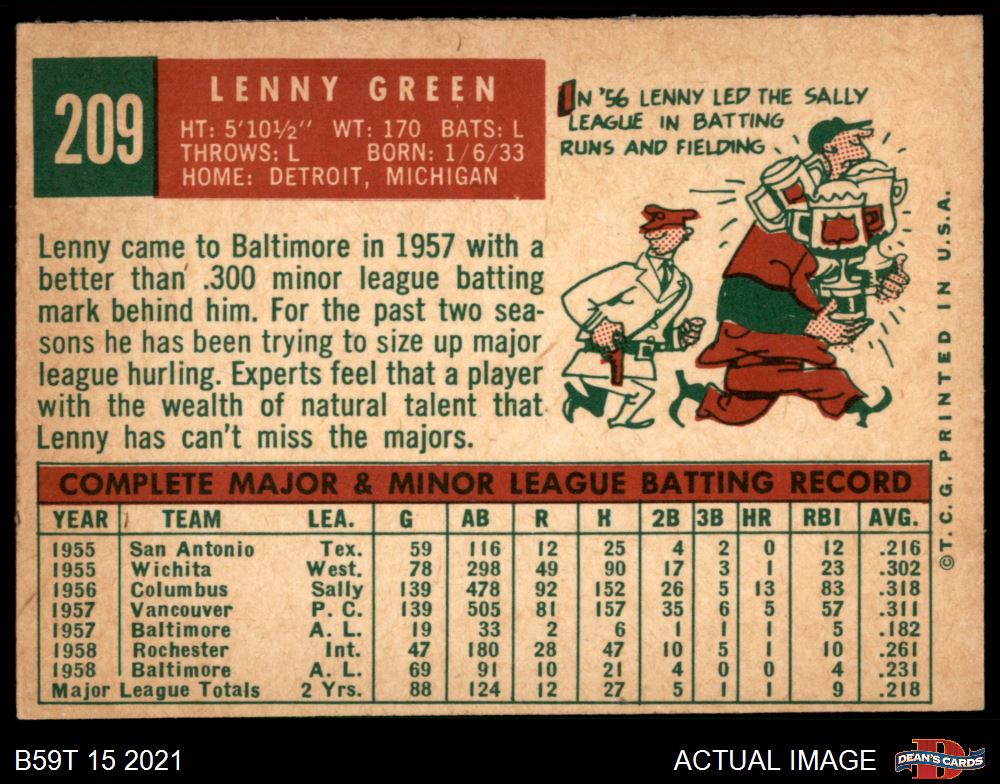 209
LENNY GREEN
HT: 5'10½" WT: 170 BATS: L
THROWS: L BORN: 1/6/33
HOME: DETROIT, MICHIGAN
IN '56 LENNY LED THE SALLY
LEAGUE IN BATTING
RUNS AND FIELDING.
Lenny came to Baltimore in 1957 with a
better than .300 minor league batting
mark behind him. For the past two sea-
sons he has been trying to size up major
league hurling. Experts feel that a player
with the wealth of natural talent that
Lenny has can't miss the majors.
COMPLETE MAJOR & MINOR LEAGUE BATTING RECORD
YEAR TEAM LEA. G AB R H 2B 3B HR RBI AVG.
1955 San Antonio Tex. 59 116 12 25 4 2 0 12 .216
1955 Wichita West. 78 298 49 90 17 3 1 23 .302
1956 Columbus Sally 139 478 92 152 26 5 13 83 .318
1957 Vancouver P. C. 139 505 81 157 35 6 5 57 .311
1957 Baltimore A. L. 19 33 2 6 1 1 1 5 .182
1958 Rochester Int. 47 180 28 47 10 5 1 10 .261
1958 Baltimore A. L. 69 91 10 21 4 0 0 4 .231
Major League Totals 2 Yrs. 88 124 12 27 5 1 1 9 .218
©T. C. G. PRINTED IN U.S.A.
B59T 15 2021
ACTUAL IMAGE
DEAN'S CARDS